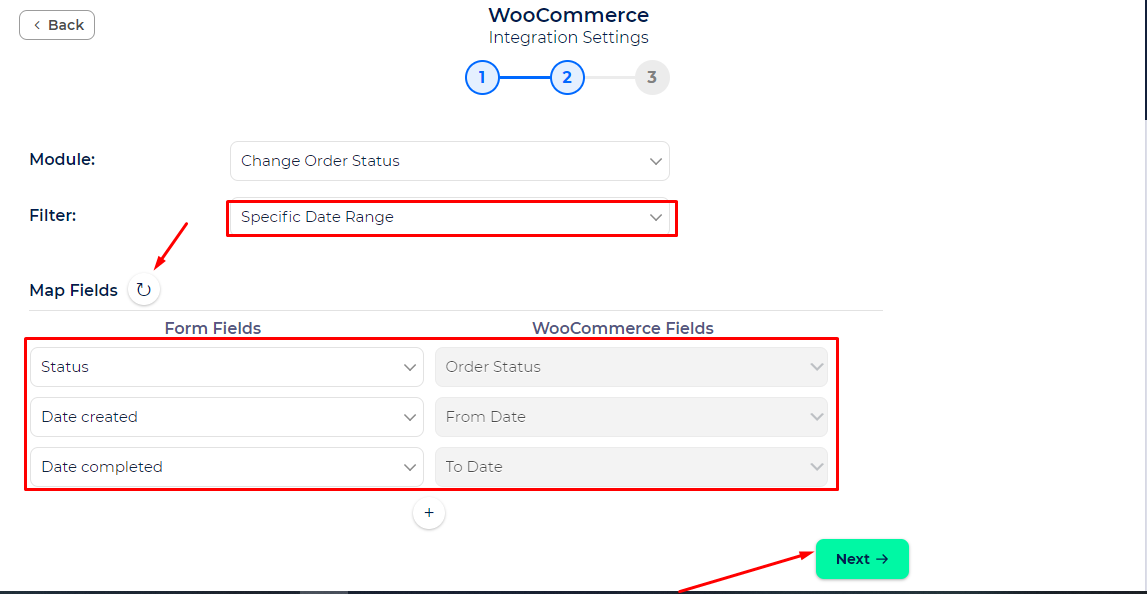 Back
WooCommerce
Integration Settings
1
2
3
Module:
Change Order Status
Filter:
Specific Date Range
Map Fields
Form Fields
WooCommerce Fields
Status
Order Status
Date created
From Date
Date completed
To Date
+
Next →